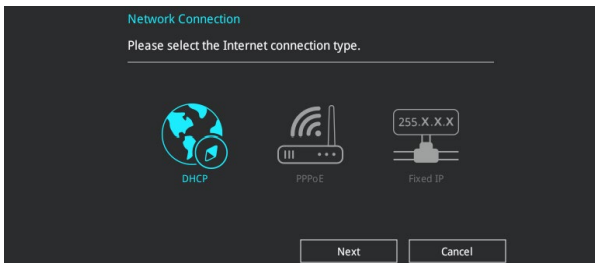 Network Connection
Please select the Internet connection type.
255.X.X.X
DHCP PPPoE Fixed IP
Next Cancel